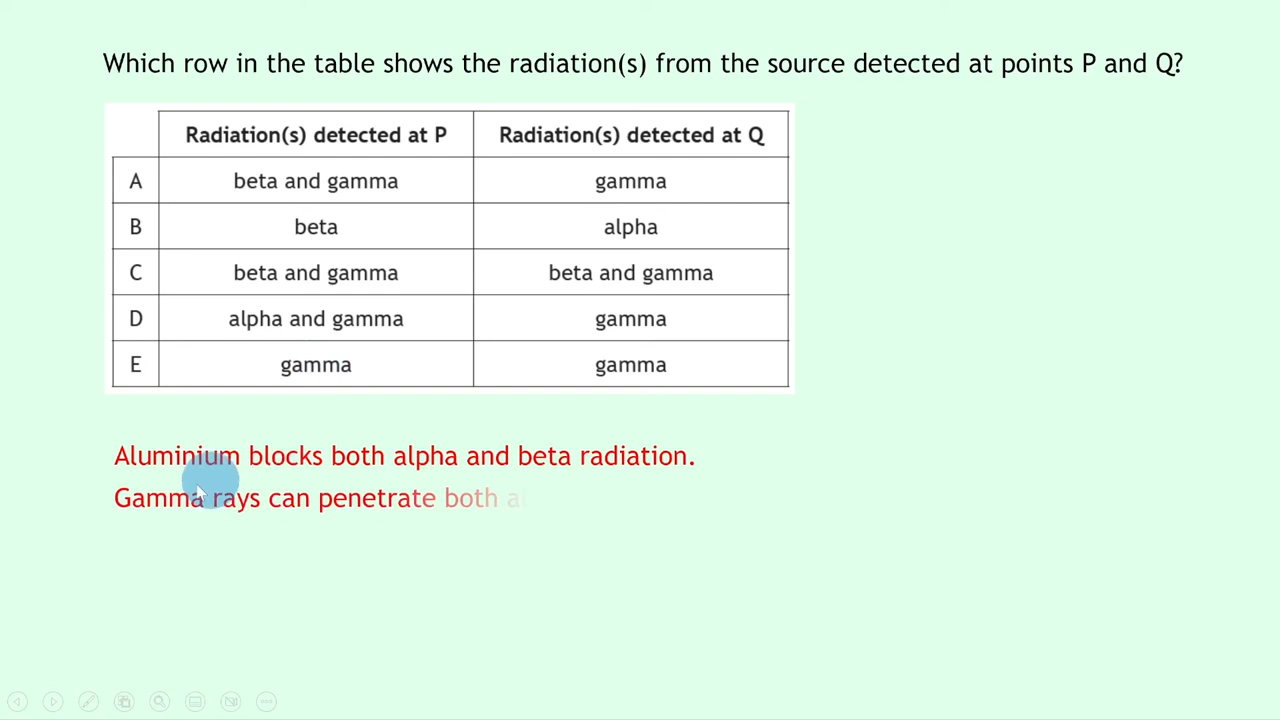 Which row in the table shows the radiation(s) from the source detected at points P and Q?
Radiation(s) detected at P Radiation(s) detected at Q
A beta and gamma gamma
B beta alpha
C beta and gamma beta and gamma
D alpha and gamma gamma
E gamma gamma
Aluminium blocks both alpha and beta radiation.
Gamma rays can penetrate both